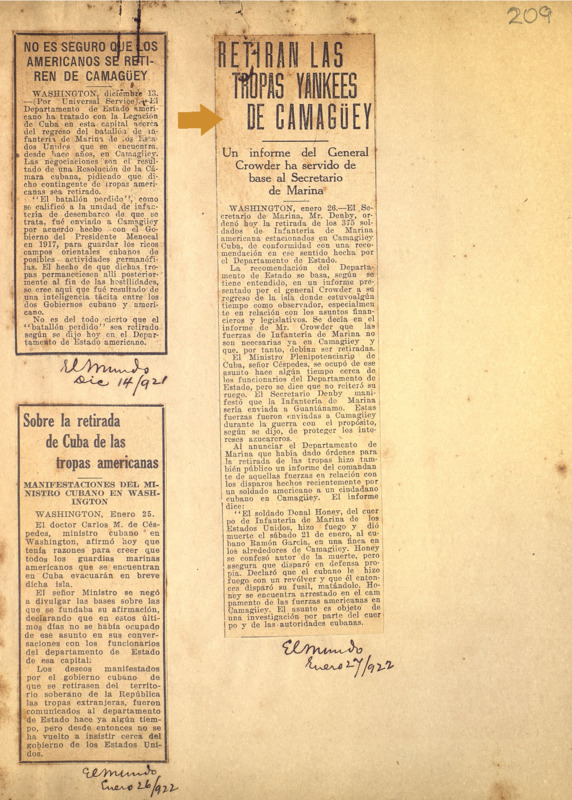 209
NO ES SEGURO QUE LOS
AMERICANOS SE RETI-
REN DE CAMAGÜEY
WASHINGTON, diciembre 13.
—(Por Universal Service).—El
Departamento de Estado ameri-
cano ha tratado con la Legación
de Cuba en esta capital acerca
del regreso del batallón de in-
fantería de Marina de los Esta-
dos Unidos que se encuentra,
desde hace años, en Camagüey.
Las negociaciones son el result-
tado de una Resolución de la Cá-
mara cubana, pidiendo que di-
cho contingente de tropas ameri-
canas sea retirado.
"El batallón perdido", como
se calificó a la unidad de infan-
tería de desembarco de que se
trata, fué enviado a Camagüey
por acuerdo hecho con el Go-
bierno del Presidente Menocal
en 1917, para guardar los ricos
campos orientales cubanos de
posibles actividades germanófi-
las. El hecho de que dichas tro-
pas permaneciesen allí posterior-
mente al fin de las hostilidades,
se cree aquí que fué resultado de
una inteligencia tácita entre los
dos Gobiernos cubano y ameri-
cano.
No es del todo cierto que el
"batallón perdido" sea retirado
según se dijo hoy en el Depar-
tamento de Estado americano.
El Mundo
Dic 14/921
Sobre la retirada
de Cuba de las
tropas americanas
MANIFESTACIONES DEL MI-
NISTRO CUBANO EN WASH-
INGTON
WASHINGTON, Enero 25.
El doctor Carlos M. de Cés-
pedes, ministro cubano en
Washington, afirmó hoy que
tenía razones para creer que
todos los guardias marinas
americanos que se encuentran
en Cuba evacuarán en breve
dicha isla.
El señor Ministro se negó
a divulgar las bases sobre las
que se fundaba su afirmación,
declarando que en estos últi-
mos días no se había ocupado
de ese asunto en sus conver-
saciones con los funcionarios
del departamento de Estado
de esa capital;
Los deseos manifestados
por el gobierno cubano de
que se retirasen del territo-
rio soberano de la República
las tropas extranjeras, fueron
comunicados al departamento
de Estado hace ya algún tiem-
po, pero desde entonces no se
ha vuelto a insistir cerca del
gobierno de los Estados Uni-
dos.
El Mundo
Enero 26/922
RETIRAN LAS
TROPAS YANKEES
DE CAMAGÜEY
Un informe del General
Crowder ha servido de
base al Secretario
de Marina
WASHINGTON, enero 26.—El Se-
cretario de Marina, Mr. Denby, or-
denó hoy la retirada de los 375 sol-
dados de Infantería de Marina
americana estacionados en Camagüey
Cuba, de conformidad con una reco-
mendación en ese sentido hecha por
el Departamento de Estado.
La recomendación del Departa-
mento de Estado se basa, según se
tiene entendido, en un informe pre-
sentado por el general Crowder a su
regreso de la isla donde estuvoalgún
tiempo como observador, especialmen-
te en relación con los asuntos finan-
cieros y legislativos. Se decía en el
informe de Mr. Crowder que las
fuerzas de Infantería de Marina no
son necesarias ya en Camagüey y
que, por tanto, debían ser retiradas.
El Ministro Plenipotenciario de
Cuba, señor Céspedes, se ocupó de ese
asunto hace algún tiempo cerca de
los funcionarios del Departamento de
Estado, pero se dice que no reiteró su
ruego. El Secretario Denby mani-
festó que la Infantería de Marina
sería enviada a Guantánamo. Estas
fuerzas fueron enviadas a Camagüey
durante la guerra con el propósito,
según se dijo, de proteger los inte-
reses azucareros.
Al anunciar el Departamento de
Marina que había dado órdenes para
la retirada de las tropas hizo tam-
bién público un informe del comandan
te de aquellas fuerzas en relación con
los disparos hechos recientemente por
un soldado americano a un ciudadano
cubano en Camagüey. El informe
dice:
"El soldado Donal Honey, del cuer
po de Infantería de Marina de los
Estados Unidos, hizo fuego y dió
muerte el sábado 21 de enero, al cu
bano Ramón García, en una finca en
los alrededores de Camagüey. Honey
se confesó autor de la muerte, pero
asegura que disparó en defensa pro-
pia. Declaró que el cubano le hizo
fuego con un revólver y que él enton-
ces disparó su fusil, matándole. Ho-
ney se encuentra arrestado en el cam
pamento de las fuerzas americanas en
Camagüey. El asunto es objeto de
una investigación por parte del cuer
po y de las autoridades cubanas.
El Mundo
Enero 27/922